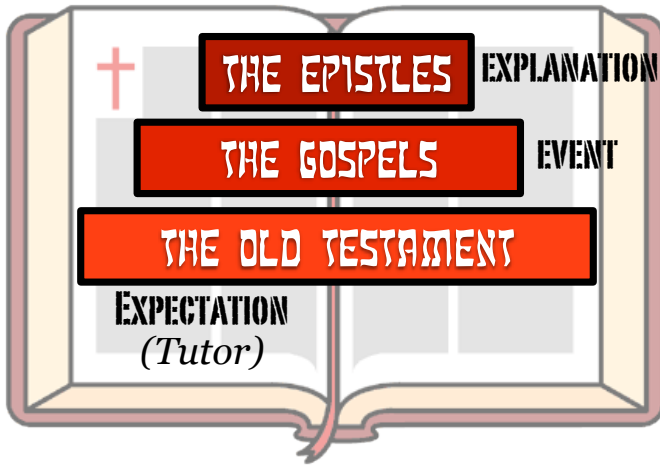 THE EPISTLES EXPLANATION
THE GOSPELS EVENT
THE OLD TESTAMENT
EXPECTATION
(Tutor)